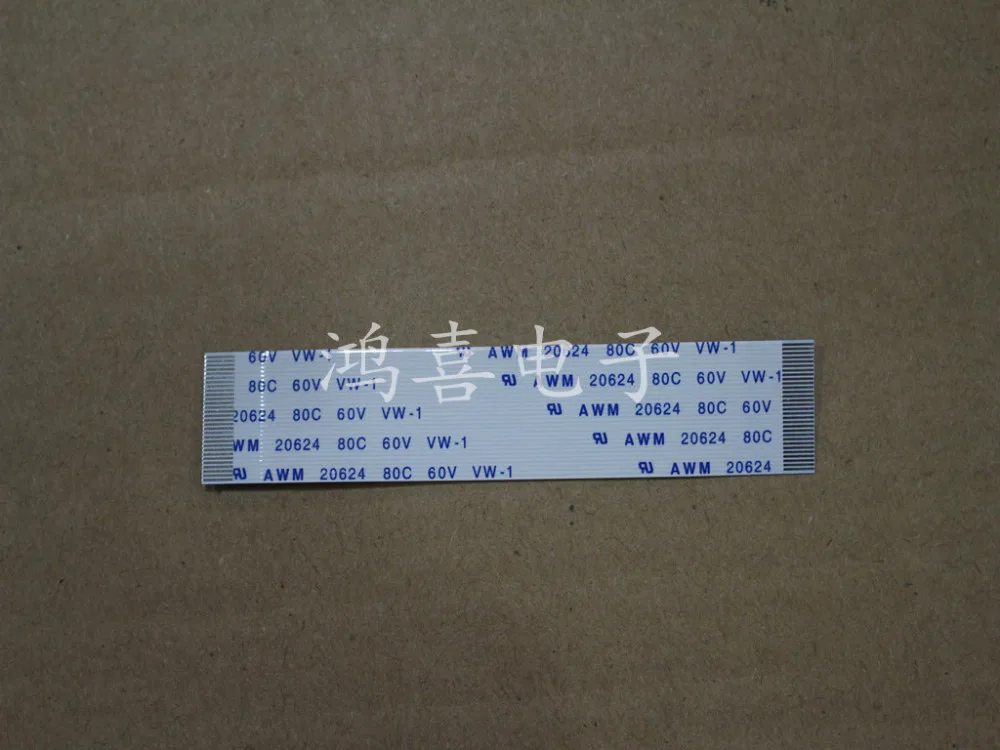 60V VW-1 AWM 20624 80C 60V VW-1
80C 60V VW-1 AWM 20624 80C 60V VW-1
20624 80C 60V VW-1 AWM 20624 80C 60V
WM 20624 80C 60V VW-1 AWM 20624 80C
AWM 20624 80C 60V VW-1 AWM 20624
鸿喜电子